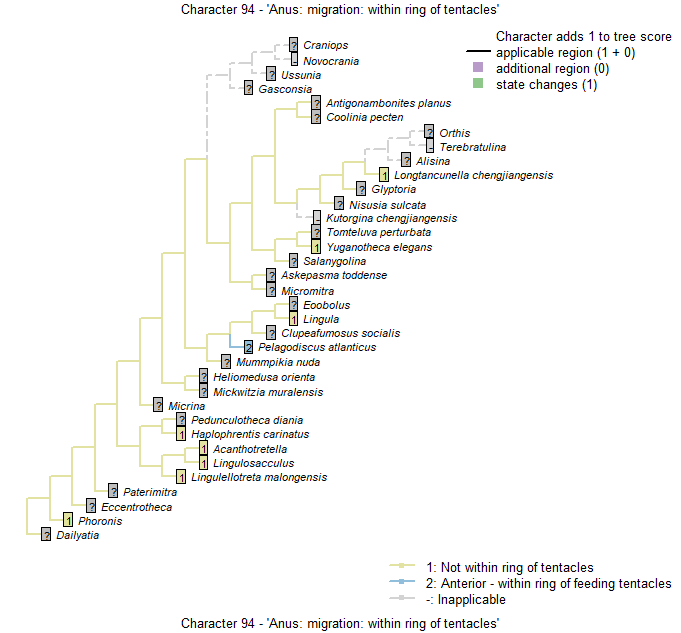 Character 94 - 'Anus: migration: within ring of tentacles'
Character adds 1 to tree score
applicable region (1 + 0)
additional region (0)
state changes (1)
? Craniops
- Novocrania
? Ussunia
? Gasconsia
? Antigonambonites planus
? Coolinia pecten
? Orthis
- Terebratulina
? Alisina
1 Longtancunella chengjiangensis
? Glyptoria
? Nisusia sulcata
- Kutorgina chengjiangensis
? Tomteluva perturbata
1 Yuganotheca elegans
? Salanygolina
? Askepasma toddense
? Micromitra
? Eoobolus
1 Lingula
? Clupeafumosus socialis
2 Pelagodiscus atlanticus
? Mummpikia nuda
? Heliomedusa orienta
? Mickwitzia muralensis
? Micrina
? Pedunculotheca diania
1 Haplophrentis carinatus
1 Acanthotretella
1 Lingulosacculus
1 Lingulellotreta malongensis
? Paterimitra
? Eccentrotheca
1 Phoronis
? Dailyatia
1: Not within ring of tentacles
2: Anterior - within ring of feeding tentacles
-: Inapplicable
Character 94 - 'Anus: migration: within ring of tentacles'